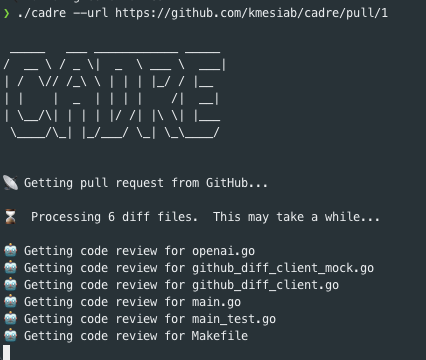 ❯ ./cadre --url https://github.com/kmesiab/cadre/pull/1
CADRE
📡 Getting pull request from GitHub...
⏳ Processing 6 diff files. This may take a while...
🤖 Getting code review for openai.go
🤖 Getting code review for github_diff_client_mock.go
🤖 Getting code review for github_diff_client.go
🤖 Getting code review for main.go
🤖 Getting code review for main_test.go
🤖 Getting code review for Makefile